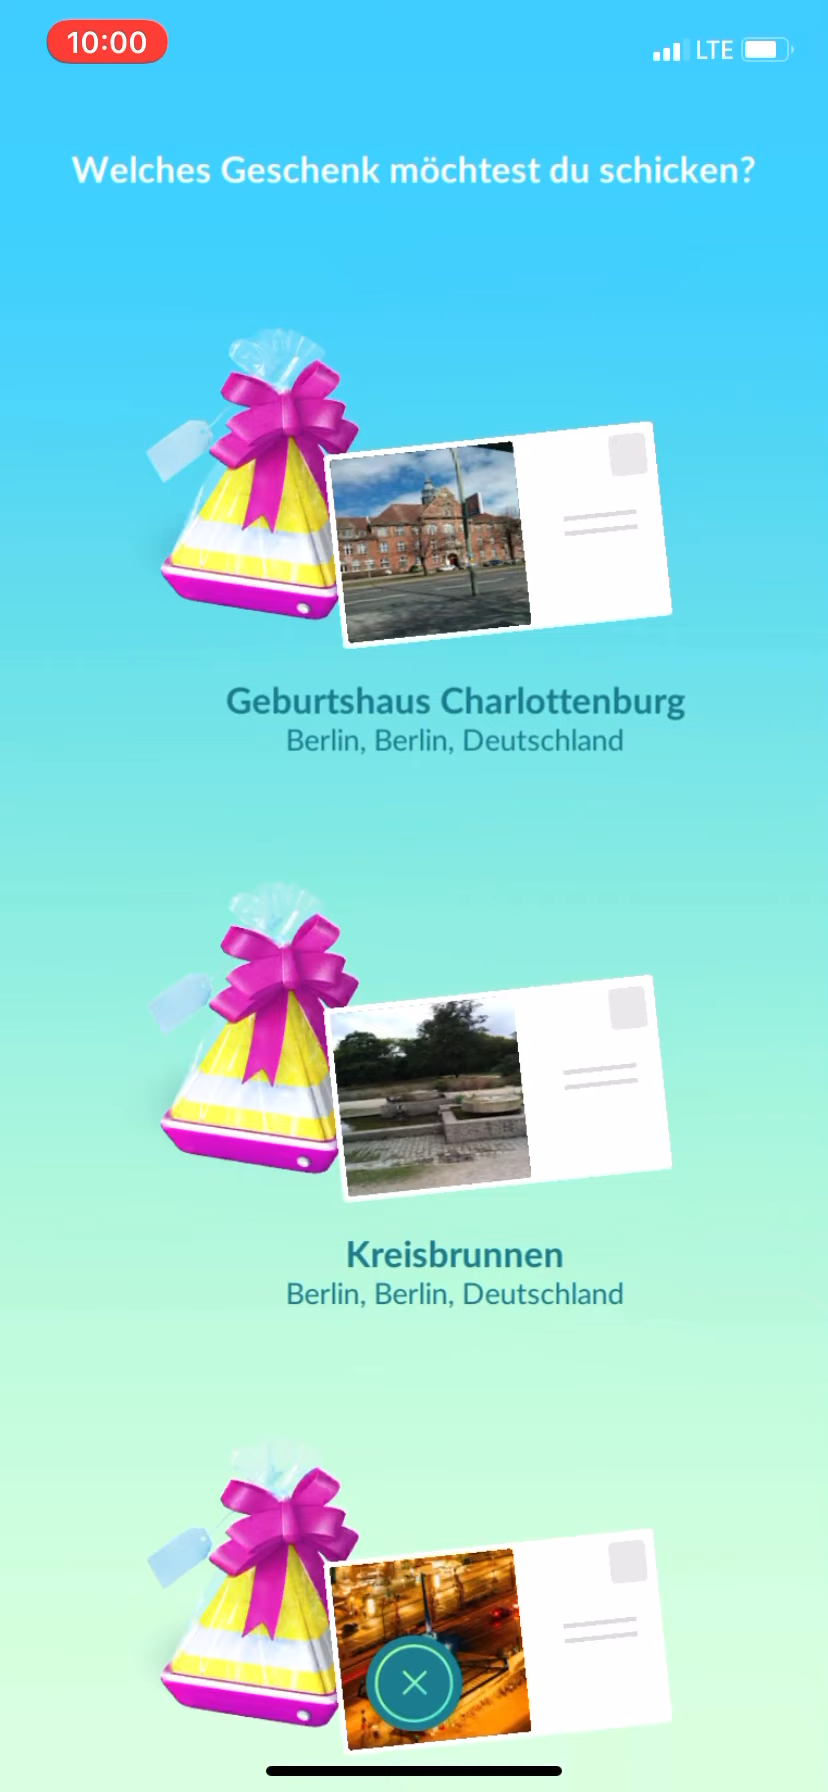 10:00
LTE
Welches Geschenk möchtest du schicken?
Geburtshaus Charlottenburg
Berlin, Berlin, Deutschland
Kreisbrunnen
Berlin, Berlin, Deutschland